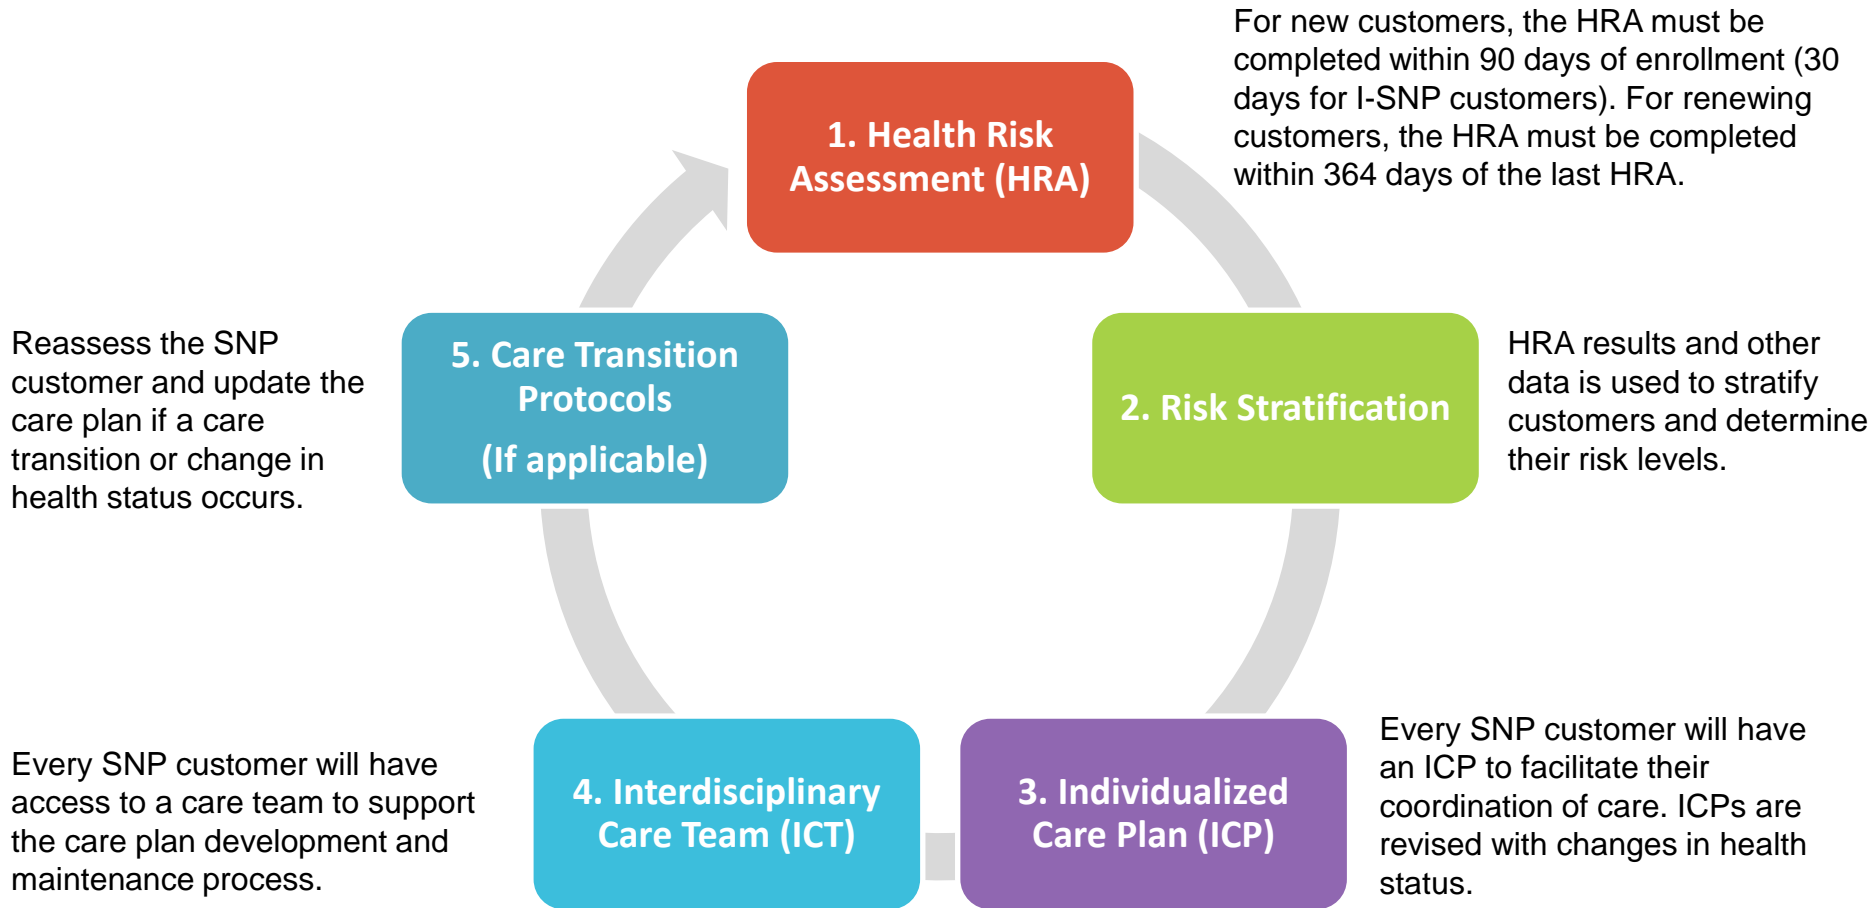 For new customers, the HRA must be
completed within 90 days of enrollment (30
days for I-SNP customers). For renewing
customers, the HRA must be completed
within 364 days of the last HRA.
1. Health Risk
Assessment (HRA)
2. Risk Stratification
HRA results and other
data is used to stratify
customers and determine
their risk levels.
3. Individualized
Care Plan (ICP)
Every SNP customer will have
an ICP to facilitate their
coordination of care. ICPs are
revised with changes in health
status.
4. Interdisciplinary
Care Team (ICT)
Every SNP customer will have
access to a care team to support
the care plan development and
maintenance process.
5. Care Transition
Protocols
(If applicable)
Reassess the SNP
customer and update the
care plan if a care
transition or change in
health status occurs.